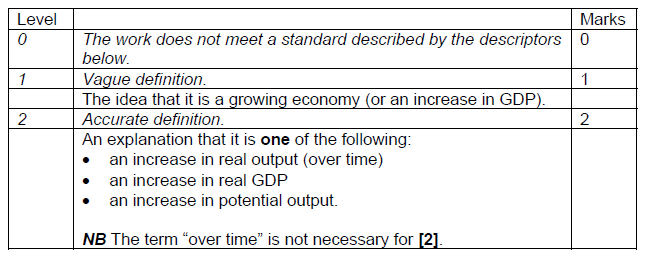 Level Marks
0 The work does not meet a standard described by the descriptors 0
below.
1 Vague definition. 1
The idea that it is a growing economy (or an increase in GDP).
2 Accurate definition. 2
An explanation that it is one of the following:
• an increase in real output (over time)
• an increase in real GDP
• an increase in potential output.
NB The term “over time” is not necessary for [2].